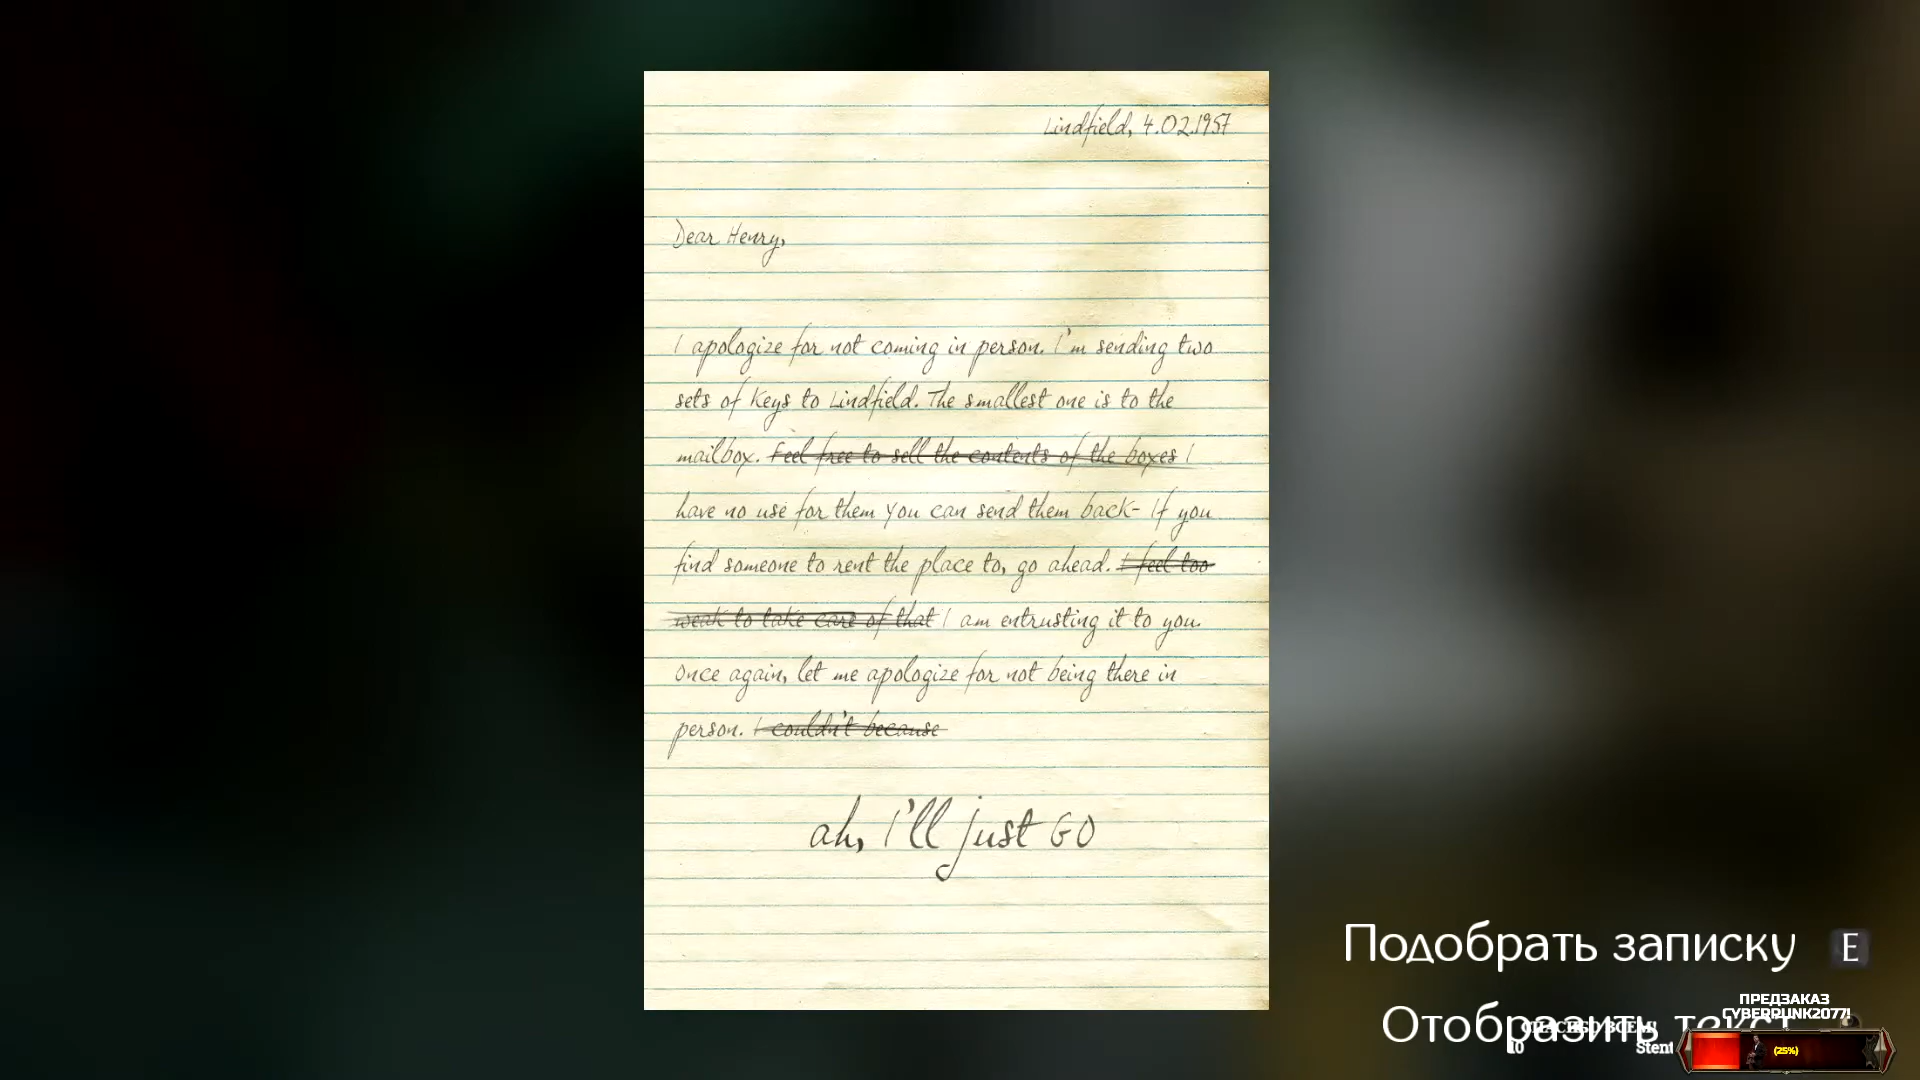 Lindfield, 4.02.1957
Dear Henry,
I apologize for not coming in person. I'm sending two
sets of keys to Lindfield. The smallest one is to the
mailbox. Feel free to sell the contents of the boxes I
have no use for them you can send them back- If you
find someone to rent the place to, go ahead. I feel too
weak to take care of that I am entrusting it to you.
Once again, let me apologize for not being there in
person. I couldn't because
ah, I'll just GO
Подобрать записку E
Отобразить текст
ПРЕДЗАКАЗ
CYBERPUNK2077!
СПАСИБО ВСЕМ!
Stent
(25%)